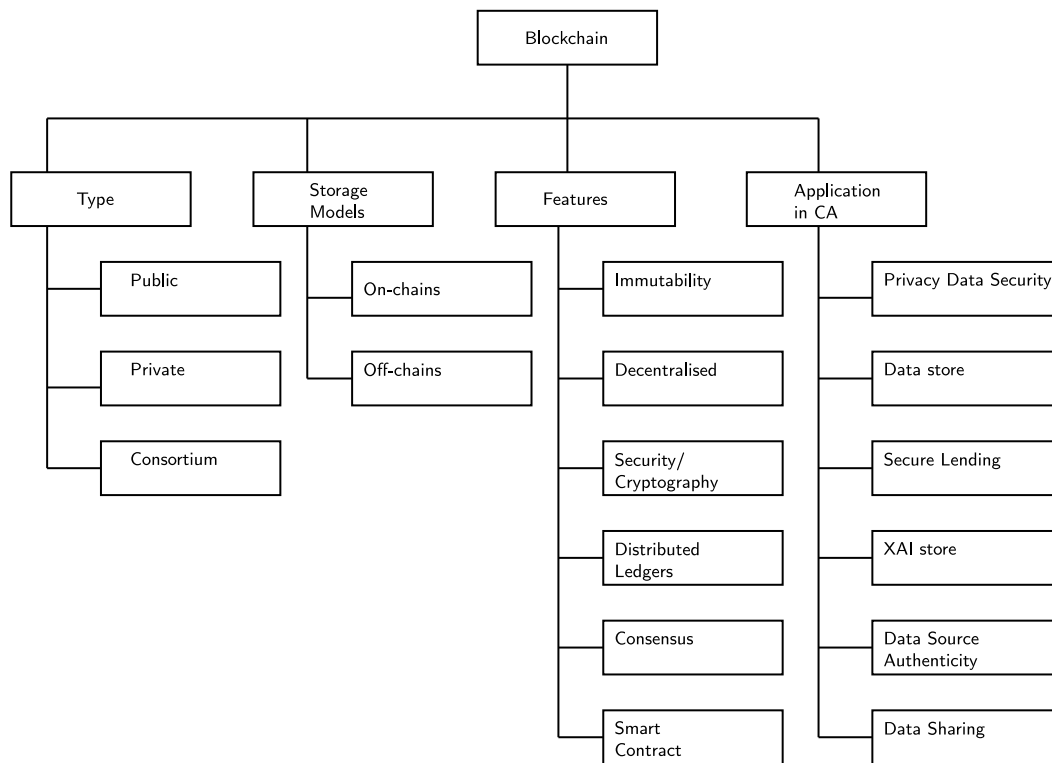 Blockchain
Type
Storage
Models
Features
Application
in CA
Public
On-chains
Immutability
Privacy Data Security
Private
Off-chains
Decentralised
Data store
Consortium
Security/
Cryptography
Secure Lending
Distributed
Ledgers
XAI store
Consensus
Data Source
Authenticity
Smart
Contract
Data Sharing